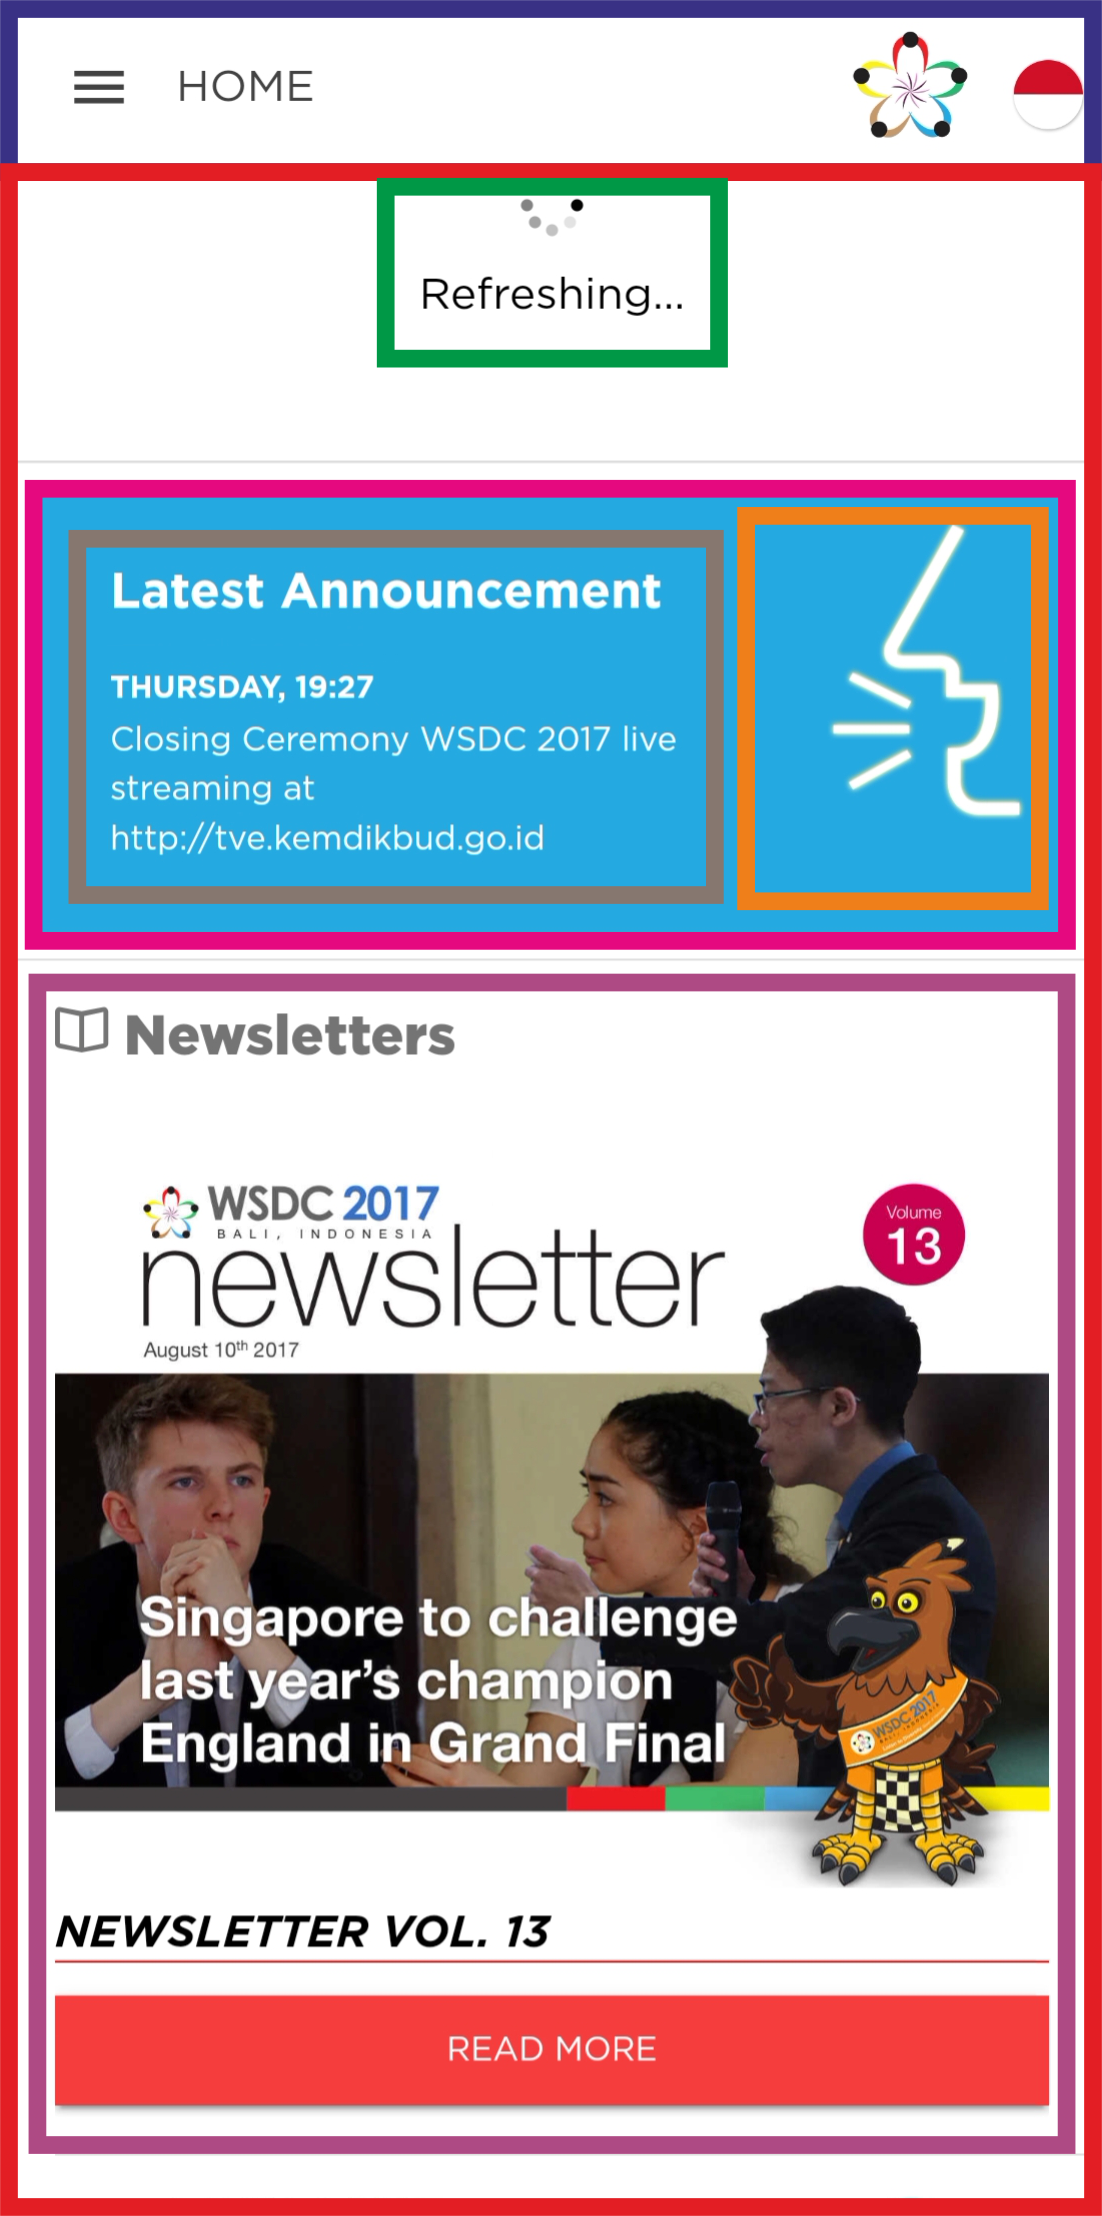 HOME
Refreshing...
Latest Announcement
THURSDAY, 19:27
Closing Ceremony WSDC 2017 live
streaming at
http://tve.kemdikbud.go.id
Newsletters
WSDC 2017
BALI, INDONESIA
newsletter
August 10th 2017
Volume
13
Singapore to challenge
last year's champion
England in Grand Final
WSDC 2017
NEWSLETTER VOL. 13
READ MORE